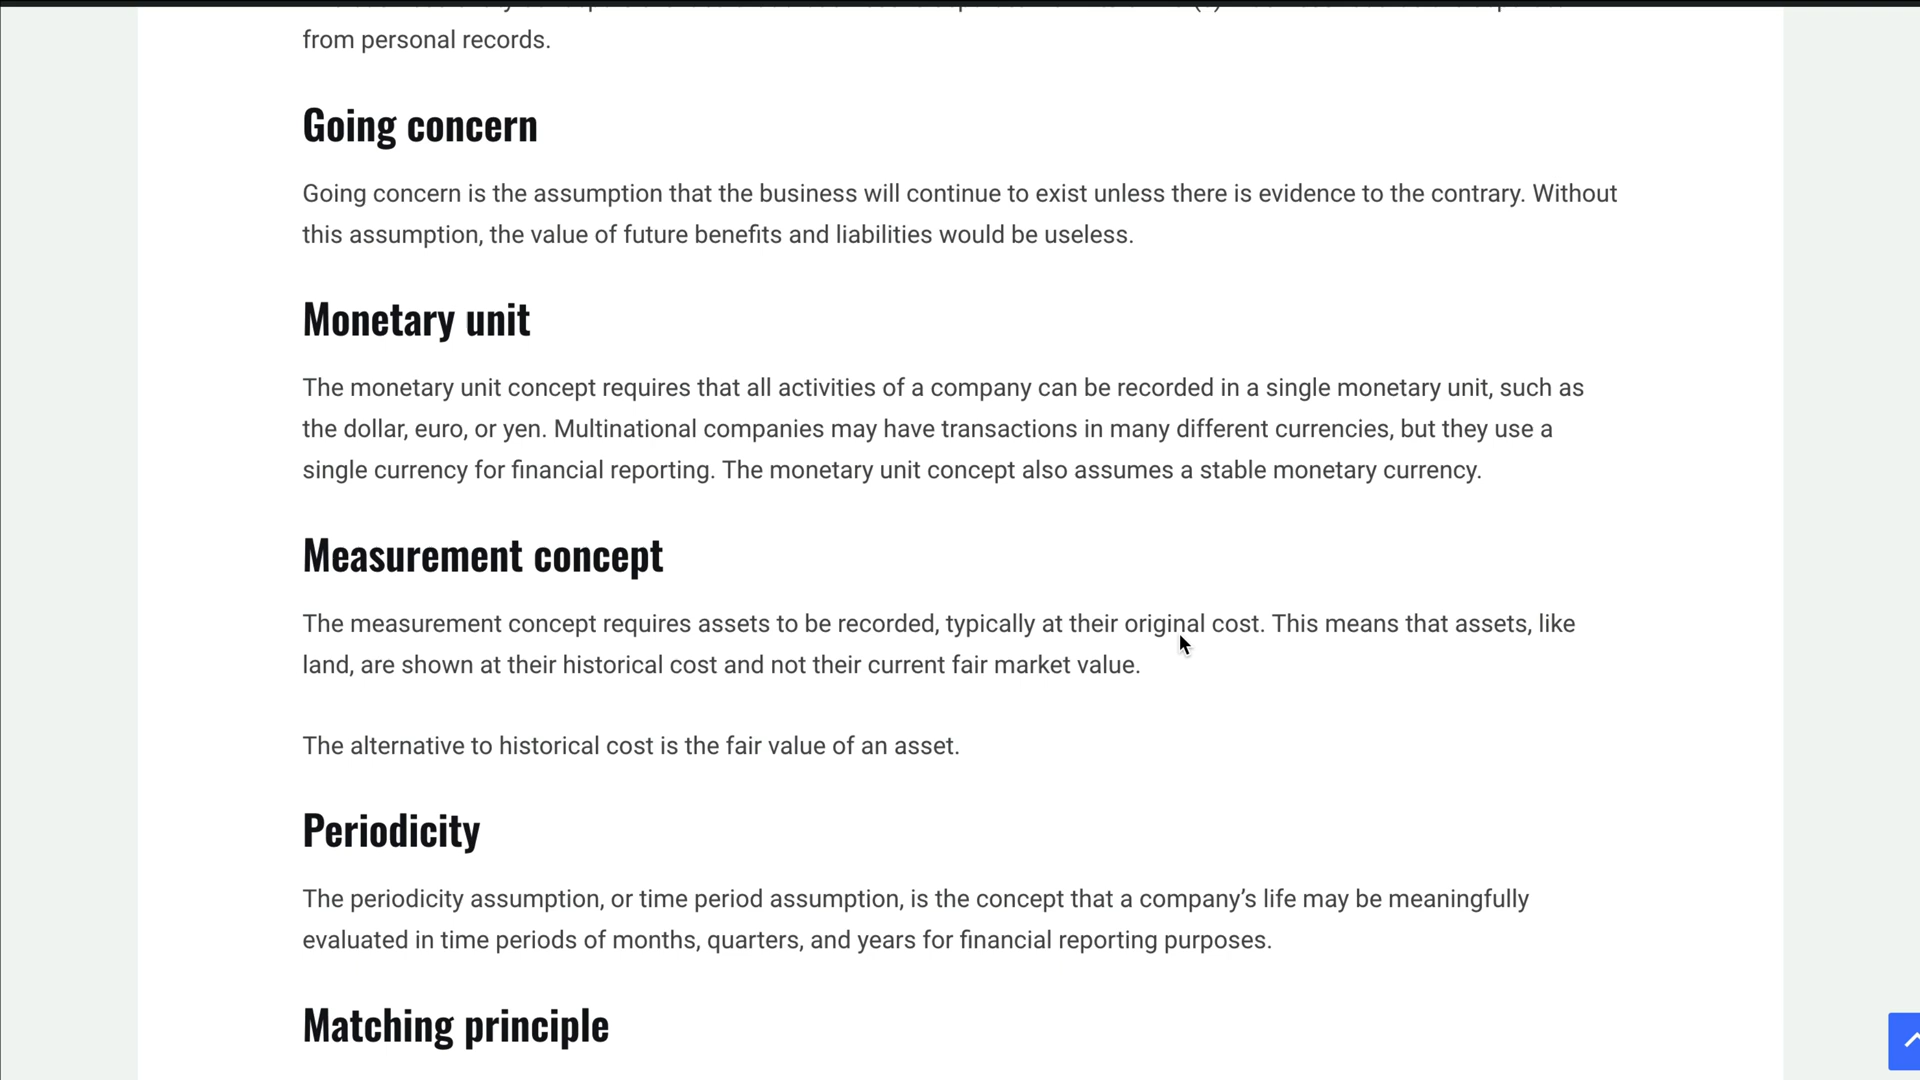 from personal records.
Going concern
Going concern is the assumption that the business will continue to exist unless there is evidence to the contrary. Without
this assumption, the value of future benefits and liabilities would be useless.
Monetary unit
The monetary unit concept requires that all activities of a company can be recorded in a single monetary unit, such as
the dollar, euro, or yen. Multinational companies may have transactions in many different currencies, but they use a
single currency for financial reporting. The monetary unit concept also assumes a stable monetary currency.
Measurement concept
The measurement concept requires assets to be recorded, typically at their original cost. This means that assets, like
land, are shown at their historical cost and not their current fair market value.
The alternative to historical cost is the fair value of an asset.
Periodicity
The periodicity assumption, or time period assumption, is the concept that a company’s life may be meaningfully
evaluated in time periods of months, quarters, and years for financial reporting purposes.
Matching principle